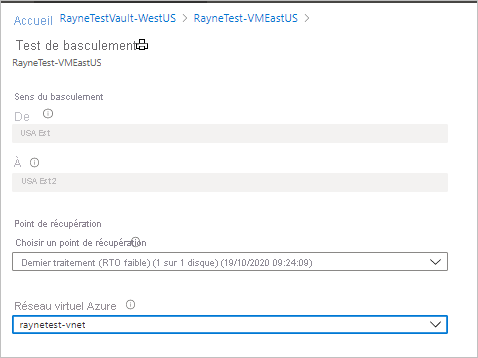 Accueil RayneTestVault-WestUS > RayneTest-VMEastUS >
Test de basculement
RayneTest-VMEastUS
Sens du basculement
De
USA Est
À
USA Est2
Point de récupération
Choisir un point de récupération
Dernier traitement (RTO faible) (1 sur 1 disque) (19/10/2020 09:24:09)
Réseau virtuel Azure
raynetest-vnet